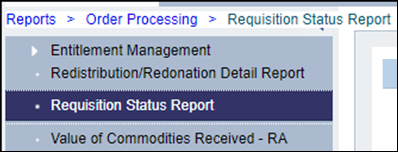 Reports > Order Processing > Requisition Status Report
Entitlement Management
Redistribution/Redonation Detail Report
Requisition Status Report
Value of Commodities Received - RA